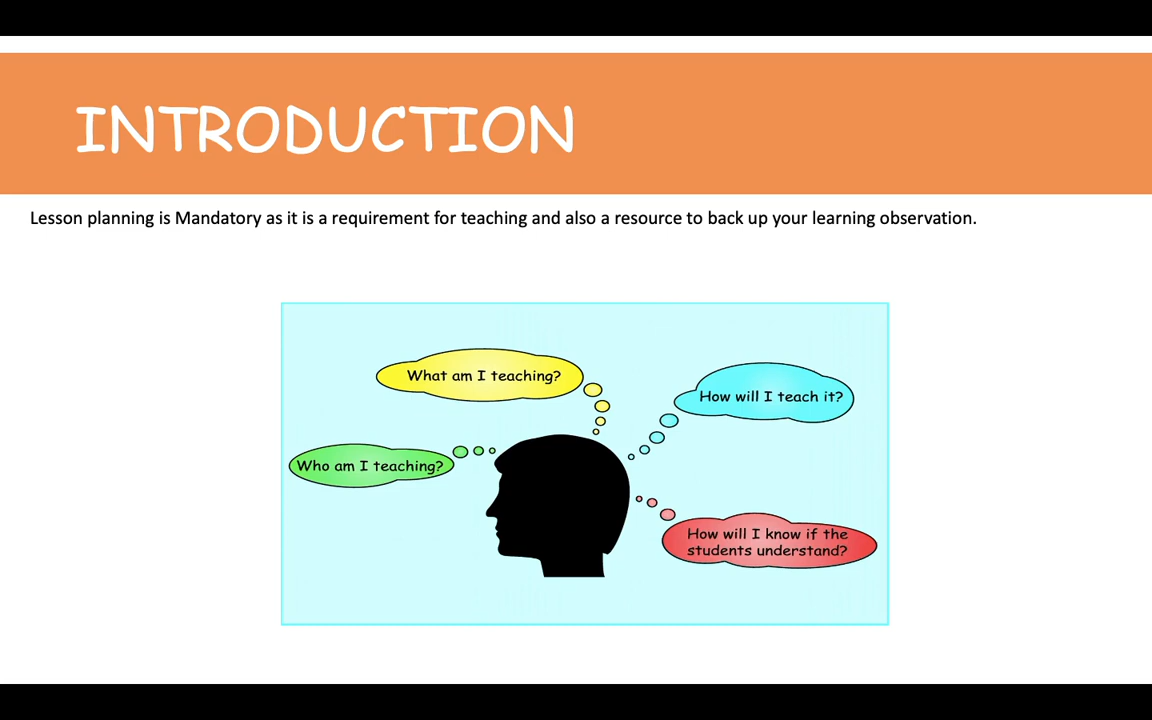 INTRODUCTION
Lesson planning is Mandatory as it is a requirement for teaching and also a resource to back up your learning observation.
What am I teaching?
How will I teach it?
Who am I teaching?
How will I know if the
students understand?